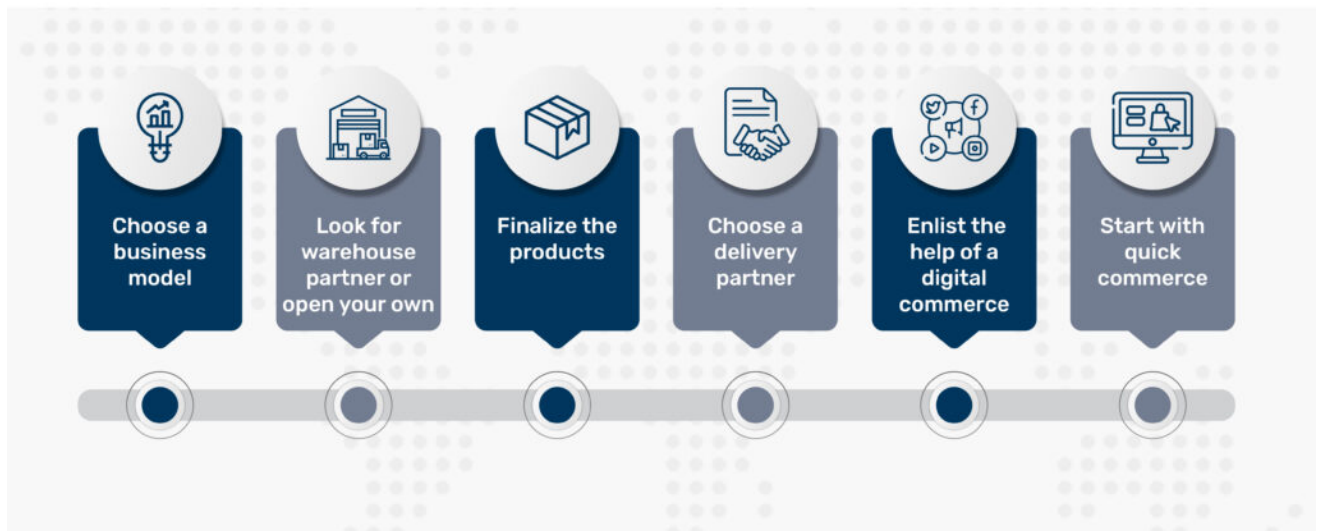 Choose a
business
model
Look for
warehouse
partner or
open your own
Finalize the
products
Choose a
delivery
partner
Enlist the
help of a
digital
commerce
Start with
quick
commerce